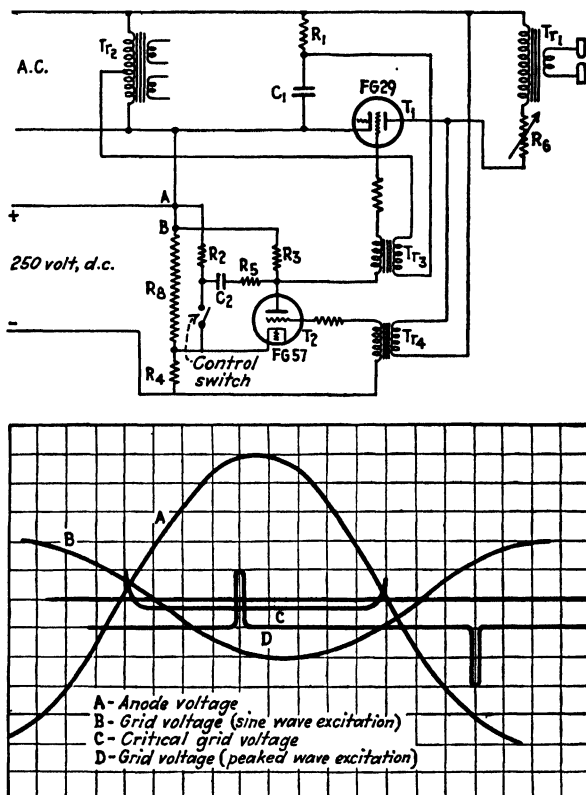 Tr2
A.C.
R1
C1
FG29
T1
Tr1
R6
+
A
B
250 volt, d.c.
-
R8
R2
C2
R5
R3
Tr3
T2
FG57
Tr4
R4
Control
switch
A
B
C
D
A - Anode voltage
B - Grid voltage (sine wave excitation)
C - Critical grid voltage
D - Grid voltage (peaked wave excitation)